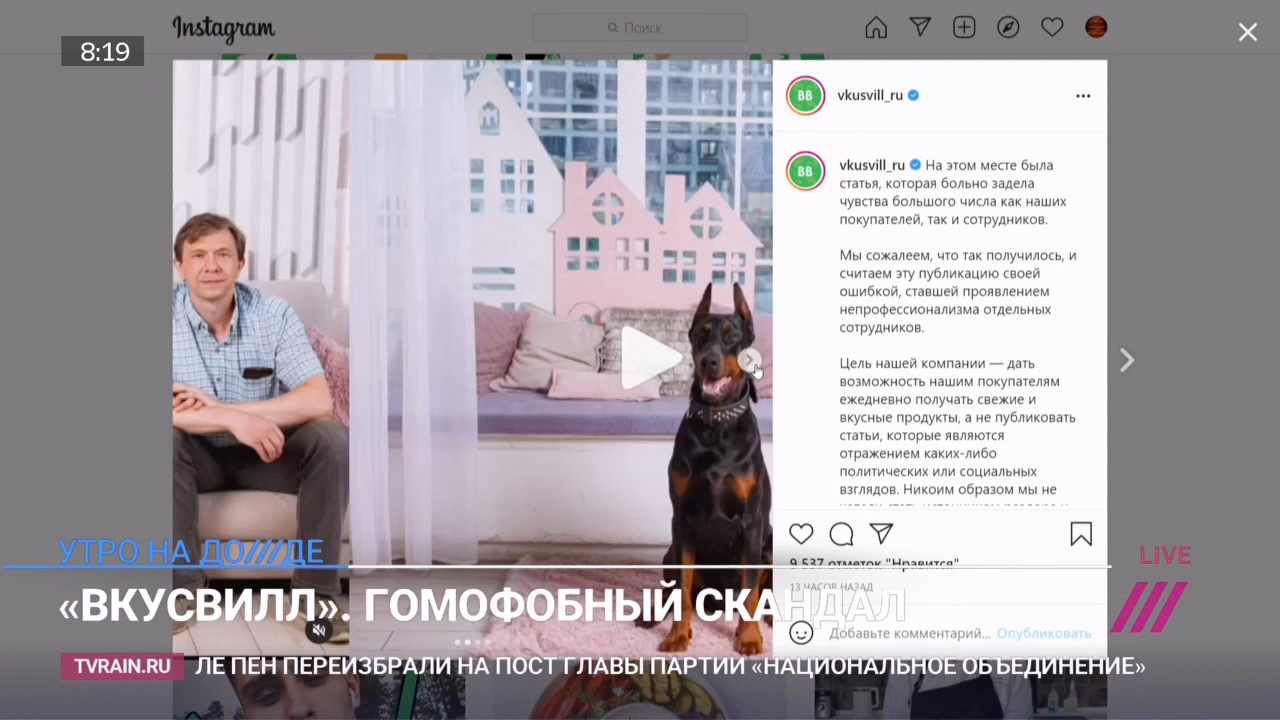 Instagram
Поиск
8:19
BB
vkusvill_ru
BB
vkusvill_ru На этом месте была
статья, которая больно задела
чувства большого числа как наших
покупателей, так и сотрудников.
Мы сожалеем, что так получилось, и
считаем эту публикацию своей
ошибкой, ставшей проявлением
непрофессионализма отдельных
сотрудников.
Цель нашей компании — дать
возможность нашим покупателям
ежедневно получать свежие и
вкусные продукты, а не публиковать
статьи, которые являются
отражением каких-либо
политических или социальных
взглядов. Никоим образом мы не
9 537 отметок "Нравится"
13 ЧАСОВ НАЗАД
Добавьте комментарий... Опубликовать
УТРО НА ДО///ДЕ
LIVE
«ВКУСВИЛЛ». ГОМОФОБНЫЙ СКАНДАЛ
TVRAIN.RU ЛЕ ПЕН ПЕРЕИЗБРАЛИ НА ПОСТ ГЛАВЫ ПАРТИИ «НАЦИОНАЛЬНОЕ ОБЪЕДИНЕНИЕ»